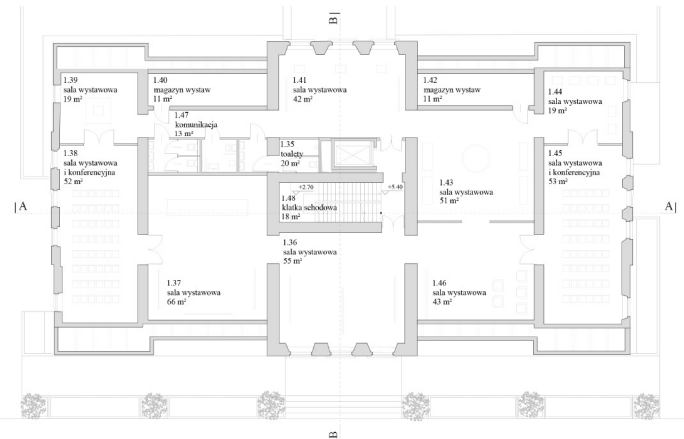 B
1.39
sala wystawowa
19 m²
1.40
magazyn wystaw
11 m²
1.41
sala wystawowa
42 m²
1.42
magazyn wystaw
11 m²
1.44
sala wystawowa
19 m²
1.47
komunikacja
13 m²
1.35
toalety
20 m²
1.38
sala wystawowa
i konferencyjna
52 m²
1.45
sala wystawowa
i konferencyjna
53 m²
1.43
sala wystawowa
51 m²
+2.70
+5.40
1.48
klatka schodowa
18 m²
A
A
1.36
sala wystawowa
55 m²
1.37
sala wystawowa
66 m²
1.46
sala wystawowa
43 m²
B